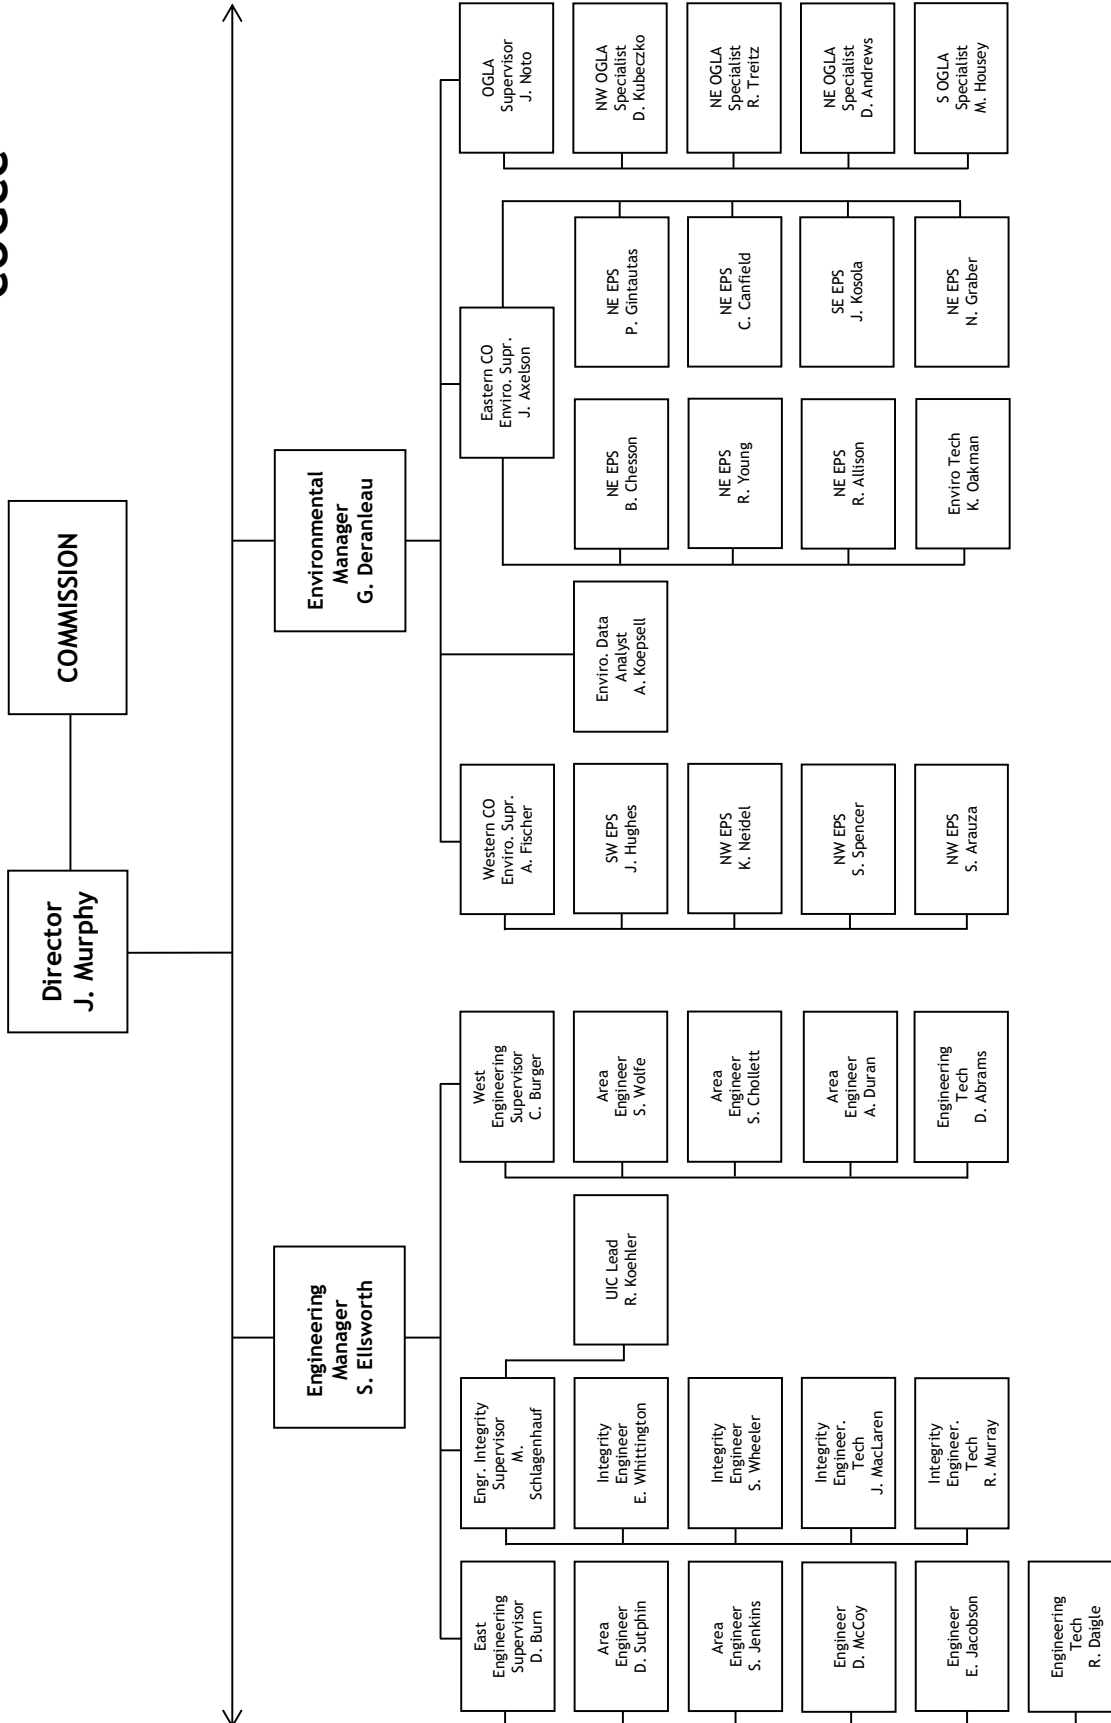 COMMISSION
Director
J. Murphy
Engineering
Manager
S. Ellsworth
Environmental
Manager
G. Deranleau
East
Engineering
Supervisor
D. Burn
Area
Engineer
D. Sutphin
Area
Engineer
S. Jenkins
Engineer
D. McCoy
Engineer
E. Jacobson
Engineering
Tech
R. Daigle
Engr. Integrity
Supervisor
M.
Schlagenhauf
Integrity
Engineer
E. Whittington
Integrity
Engineer
S. Wheeler
Integrity
Engineer.
Tech
J. MacLaren
Integrity
Engineer.
Tech
R. Murray
UIC Lead
R. Koehler
West
Engineering
Supervisor
C. Burger
Area
Engineer
S. Wolfe
Area
Engineer
S. Chollett
Area
Engineer
A. Duran
Engineering
Tech
D. Abrams
Western CO
Enviro. Supr.
A. Fischer
SW EPS
J. Hughes
NW EPS
K. Neidel
NW EPS
S. Spencer
NW EPS
S. Arauza
Enviro. Data
Analyst
A. Koepsell
Eastern CO
Enviro. Supr.
J. Axelson
NE EPS
B. Chesson
NE EPS
R. Young
NE EPS
R. Allison
Enviro Tech
K. Oakman
NE EPS
P. Gintautas
NE EPS
C. Canfield
SE EPS
J. Kosola
NE EPS
N. Graber
OGLA
Supervisor
J. Noto
NW OGLA
Specialist
D. Kubeczko
NE OGLA
Specialist
R. Treitz
NE OGLA
Specialist
D. Andrews
S OGLA
Specialist
M. Housey